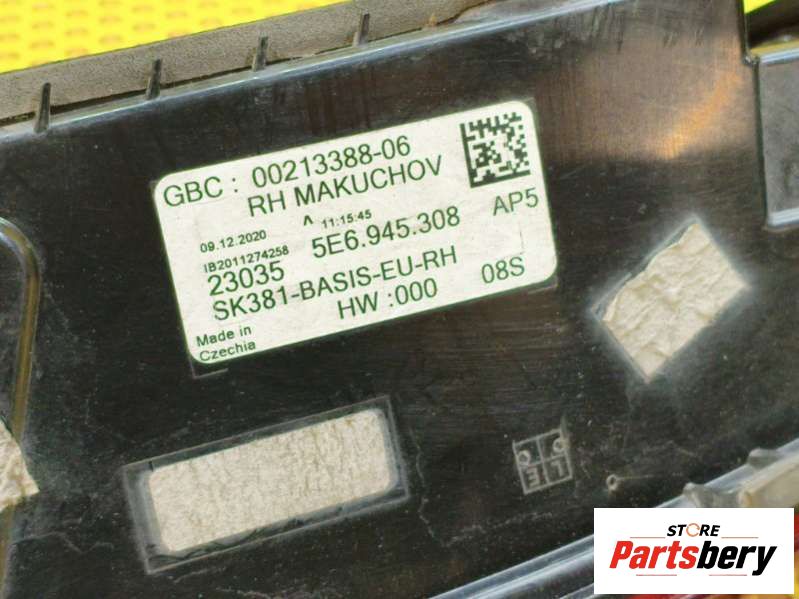 GBC : 00213388-06
RH MAKUCHOV
09.12.2020 ^ 11:15:45
IB2011274258 5E6.945.308 AP5
23035
SK381-BASIS-EU-RH 08S
HW :000
Made in
Czechia
STORE
Partsbery